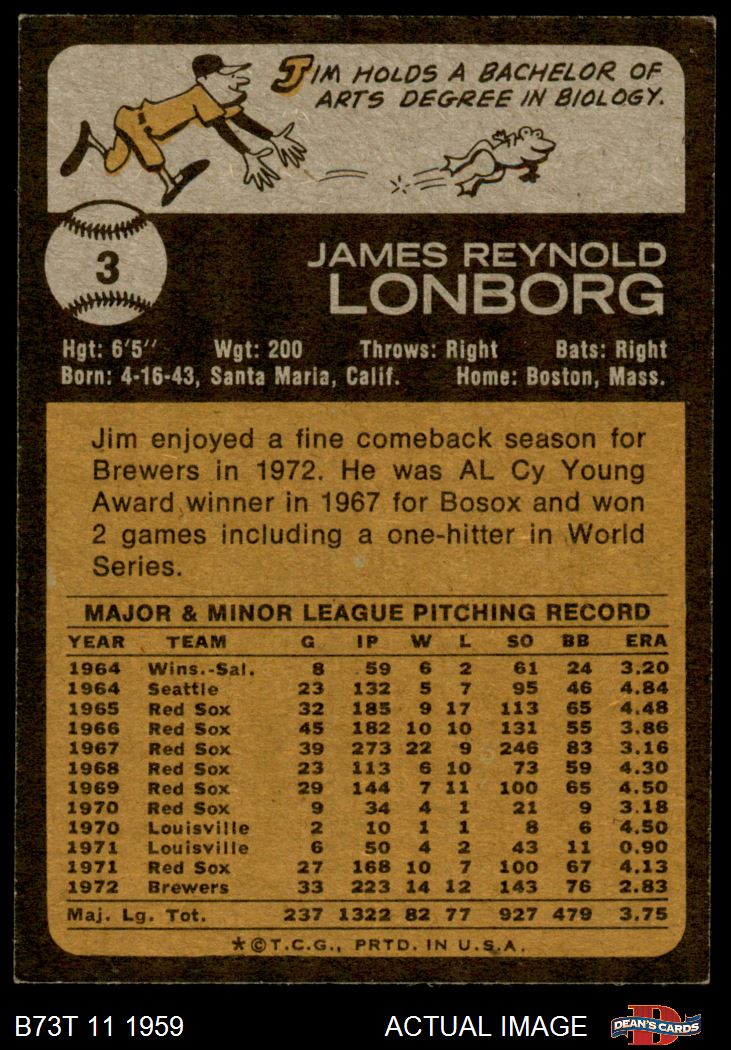 JIM HOLDS A BACHELOR OF
ARTS DEGREE IN BIOLOGY.
3
JAMES REYNOLD
LONBORG
Hgt: 6'5" Wgt: 200 Throws: Right Bats: Right
Born: 4-16-43, Santa Maria, Calif. Home: Boston, Mass.
Jim enjoyed a fine comeback season for
Brewers in 1972. He was AL Cy Young
Award winner in 1967 for Bosox and won
2 games including a one-hitter in World
Series.
MAJOR & MINOR LEAGUE PITCHING RECORD
YEAR TEAM G IP W L SO BB ERA
1964 Wins.-Sal. 8 59 6 2 61 24 3.20
1964 Seattle 23 132 5 7 95 46 4.84
1965 Red Sox 32 185 9 17 113 65 4.48
1966 Red Sox 45 182 10 10 131 55 3.86
1967 Red Sox 39 273 22 9 246 83 3.16
1968 Red Sox 23 113 6 10 73 59 4.30
1969 Red Sox 29 144 7 11 100 65 4.50
1970 Red Sox 9 34 4 1 21 9 3.18
1970 Louisville 2 10 1 1 8 6 4.50
1971 Louisville 6 50 4 2 43 11 0.90
1971 Red Sox 27 168 10 7 100 67 4.13
1972 Brewers 33 223 14 12 143 76 2.83
Maj. Lg. Tot. 237 1322 82 77 927 479 3.75
*©T.C.G., PRTD. IN U.S.A.
B73T 11 1959 ACTUAL IMAGE DEAN'S CARDS